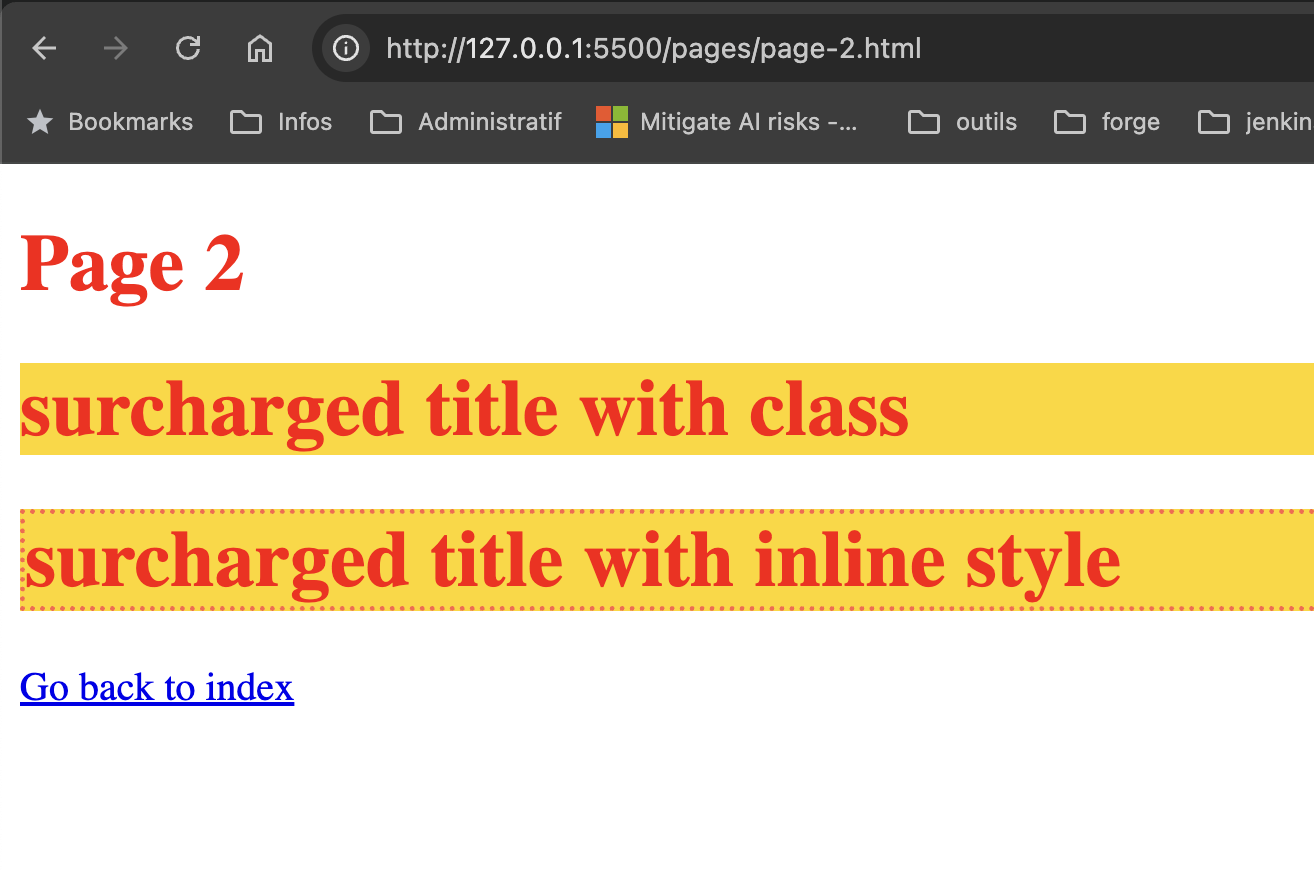 http://127.0.0.1:5500/pages/page-2.html
Bookmarks Infos Administratif Mitigate AI risks -... outils forge jenkin
Page 2
surcharged title with class
surcharged title with inline style
Go back to index